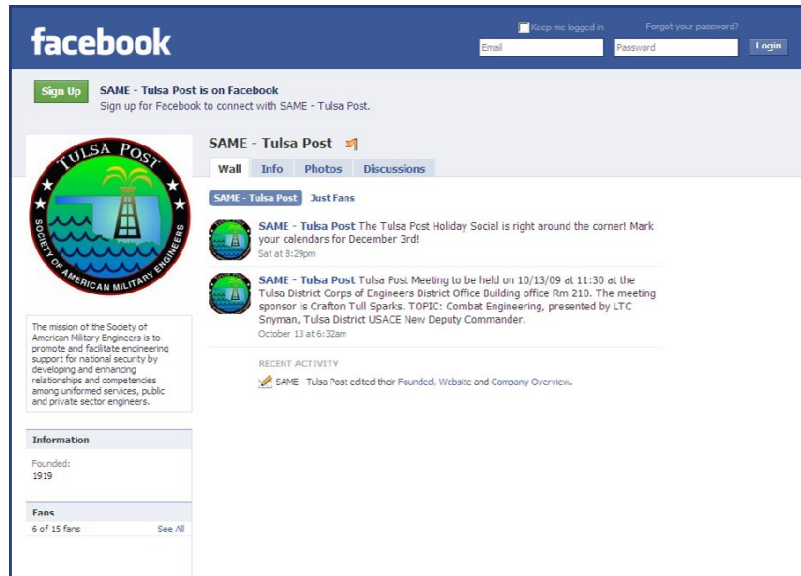 facebook
Keep me logged in
Forgot your password?
Email
Password
Login
Sign Up
SAME - Tulsa Post is on Facebook
Sign up for Facebook to connect with SAME - Tulsa Post.
TULSA POST
SOCIETY OF AMERICAN MILITARY ENGINEERS
The mission of the Society of
American Military Engineers is to
promote and facilitate engineering
support for national security by
developing and enhancing
relationships and competencies
among uniformed services, public
and private sector engineers.
Information
Founded:
1919
Fans
6 of 15 fans
See All
SAME - Tulsa Post
Wall
Info
Photos
Discussions
SAME - Tulsa Post
Just Fans
SAME - Tulsa Post The Tulsa Post Holiday Social is right around the corner! Mark
your calendars for December 3rd!
Sat at 8:29pm
SAME - Tulsa Post Tulsa Post Meeting to be held on 10/13/09 at 11:30 at the
Tulsa District Corps of Engineers District Office Building office Rm 210. The meeting
sponsor is Crafton Tull Sparks. TOPIC: Combat Engineering, presented by LTC
Snyman, Tulsa District USACE New Deputy Commander.
October 13 at 6:32am
RECENT ACTIVITY
SAME - Tulsa Post edited their Founded, Website and Company Overview.